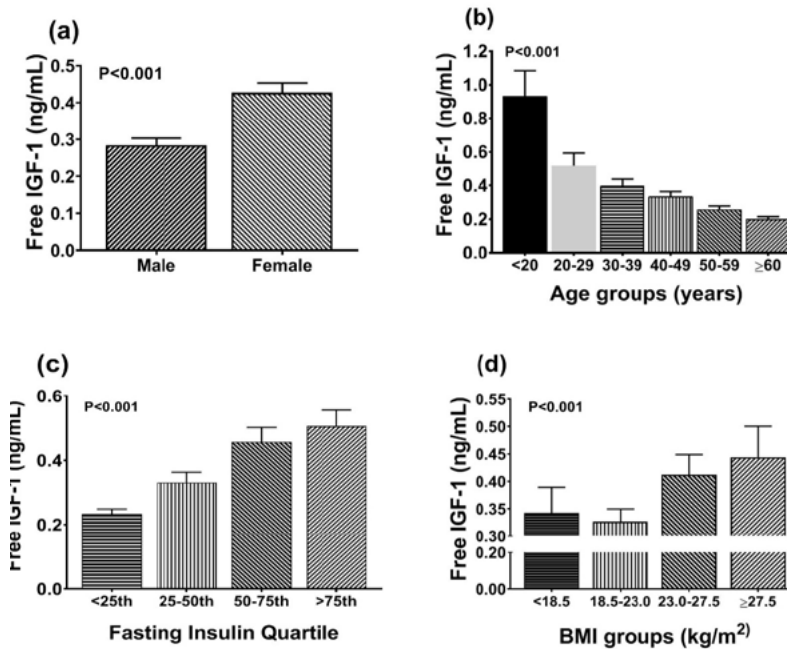 (a)
P<0.001
Free IGF-1 (ng/mL)
0.5
0.4
0.3
0.1
0.0
Male Female
(b)
P<0.001
Free IGF-1 (ng/mL)
1.2
1.0
0.8
0.6
0.4
0.2
0.0
<20 20-29 30-39 40-49 50-59 ≥60
Age groups (years)
(c)
P<0.001
Free IGF-1 (ng/mL)
0.6
0.4
0.2
0.0
<25th 25-50th 50-75th >75th
Fasting Insulin Quartile
(d)
P<0.001
Free IGF-1 (ng/mL)
0.55
0.50
0.45
0.40
0.35
0.30
0.20
0.00
<18.5 18.5-23.0 23.0-27.5 ≥27.5
BMI groups (kg/m²)